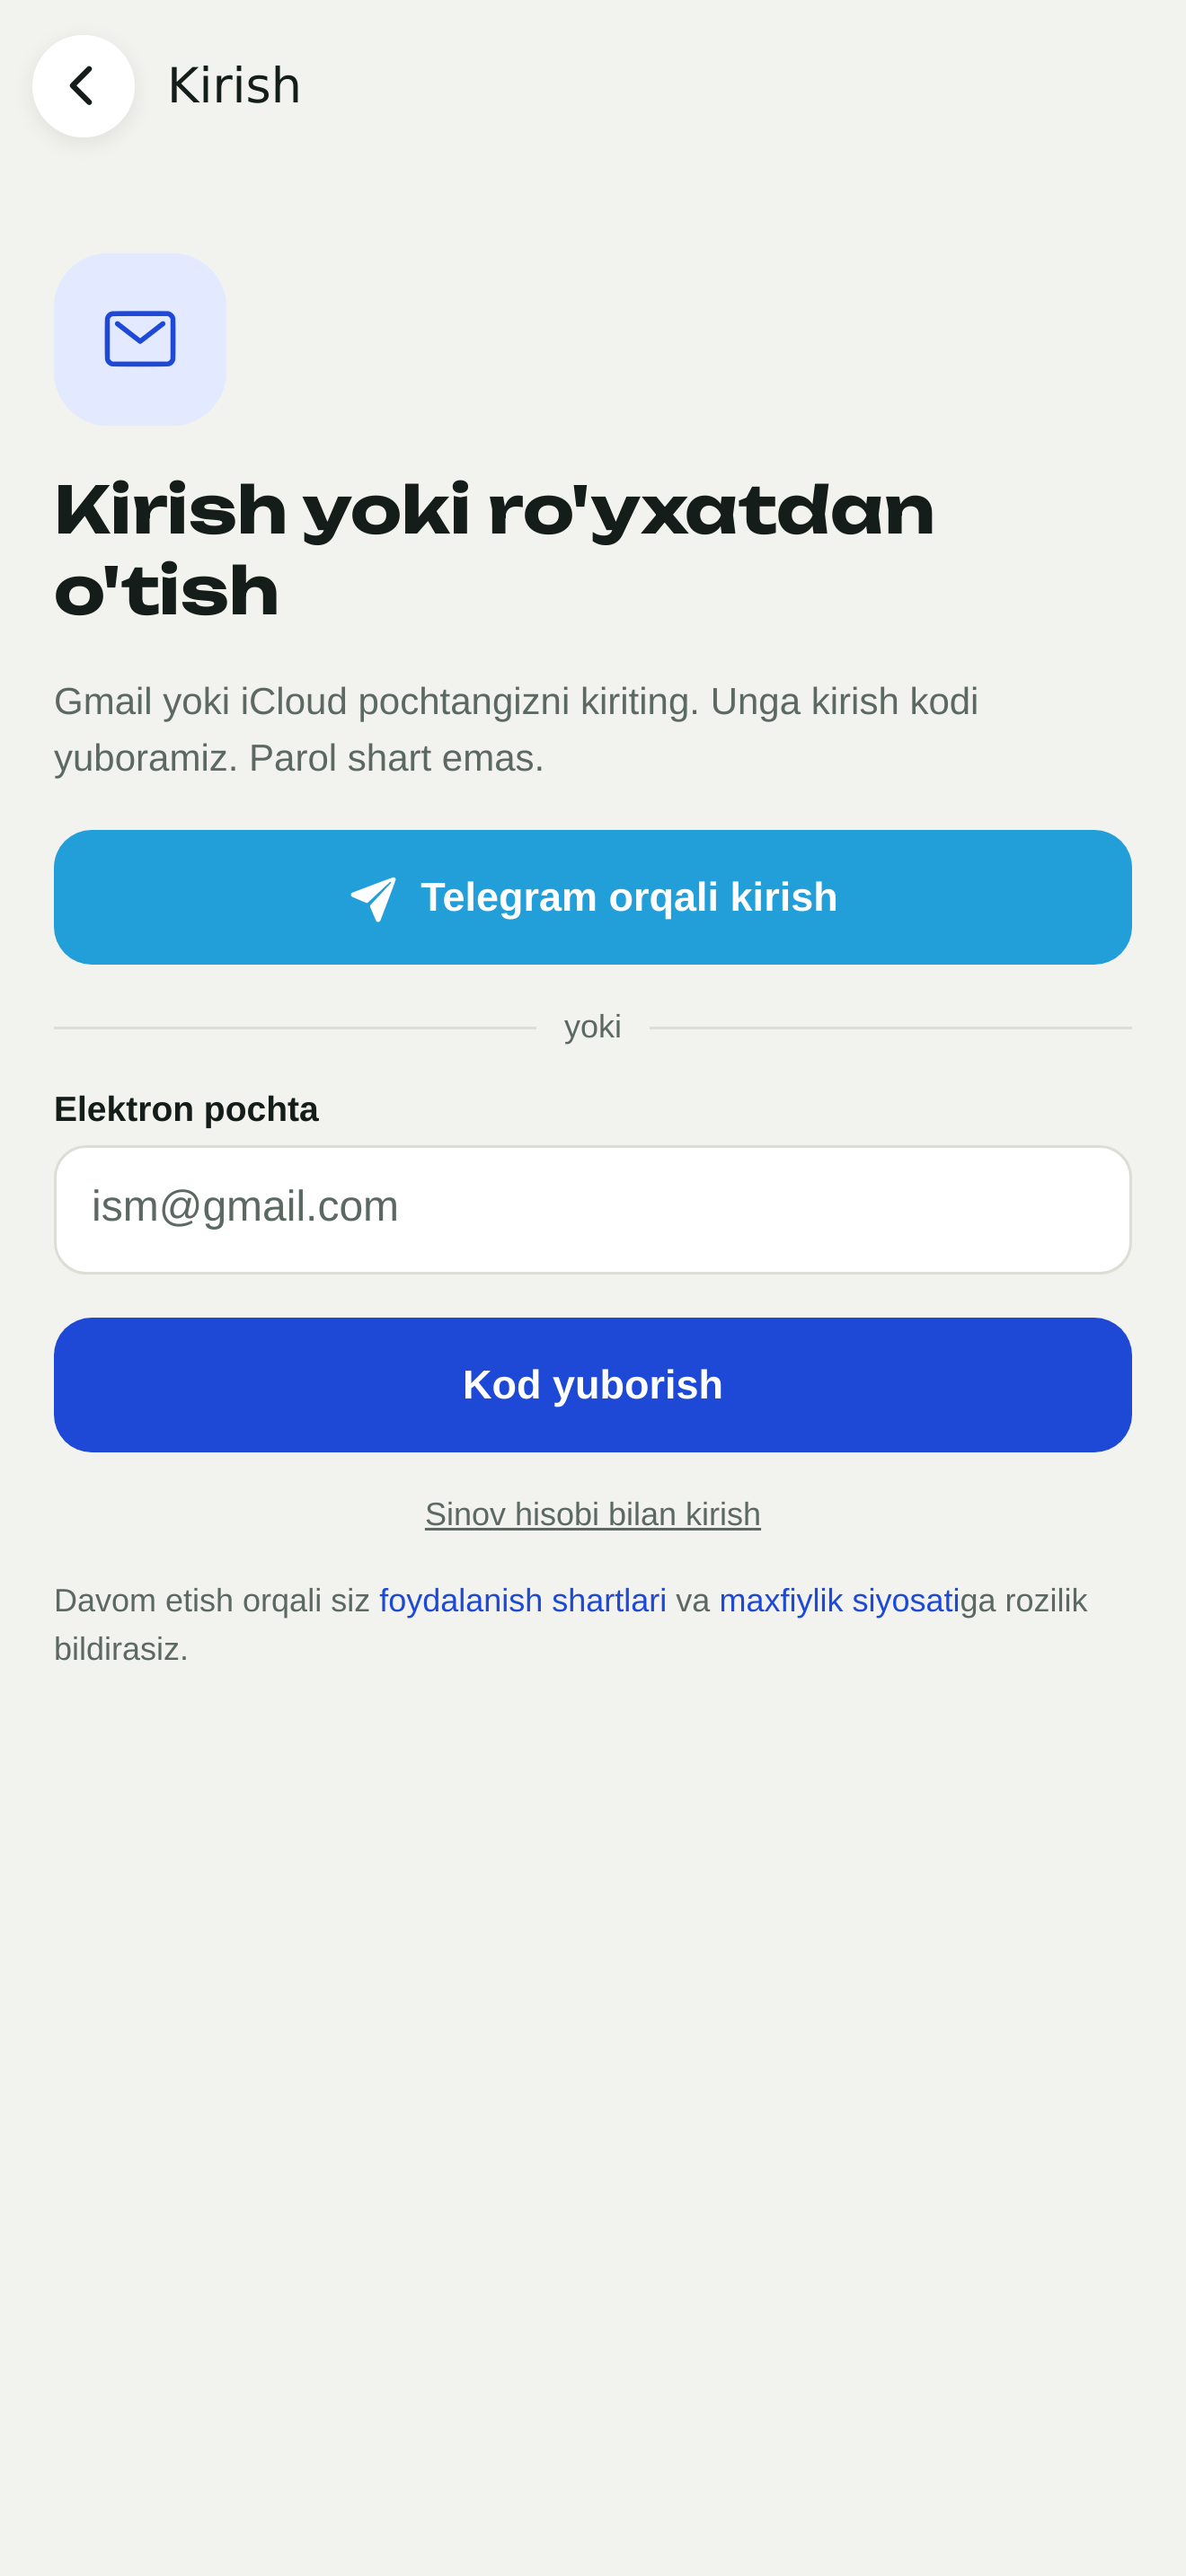 Kirish
Kirish yoki ro'yxatdan
o'tish
Gmail yoki iCloud pochtangizni kiriting. Unga kirish kodi
yuboramiz. Parol shart emas.
Telegram orqali kirish
yoki
Elektron pochta
ism@gmail.com
Kod yuborish
Sinov hisobi bilan kirish
Davom etish orqali siz foydalanish shartlari va maxfiylik siyosatiga rozilik
bildirasiz.